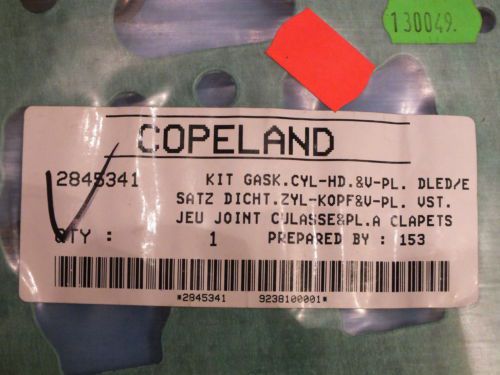 130049.
COPELAND
2845341 KIT GASK.CYL-HD.&V-PL. DLED/E
SATZ DICHT.ZYL-KOPF&V-PL. VST.
JEU JOINT CULASSE&PL.A CLAPETS
QTY : 1 PREPARED BY : 153
*2845341 9238100001*